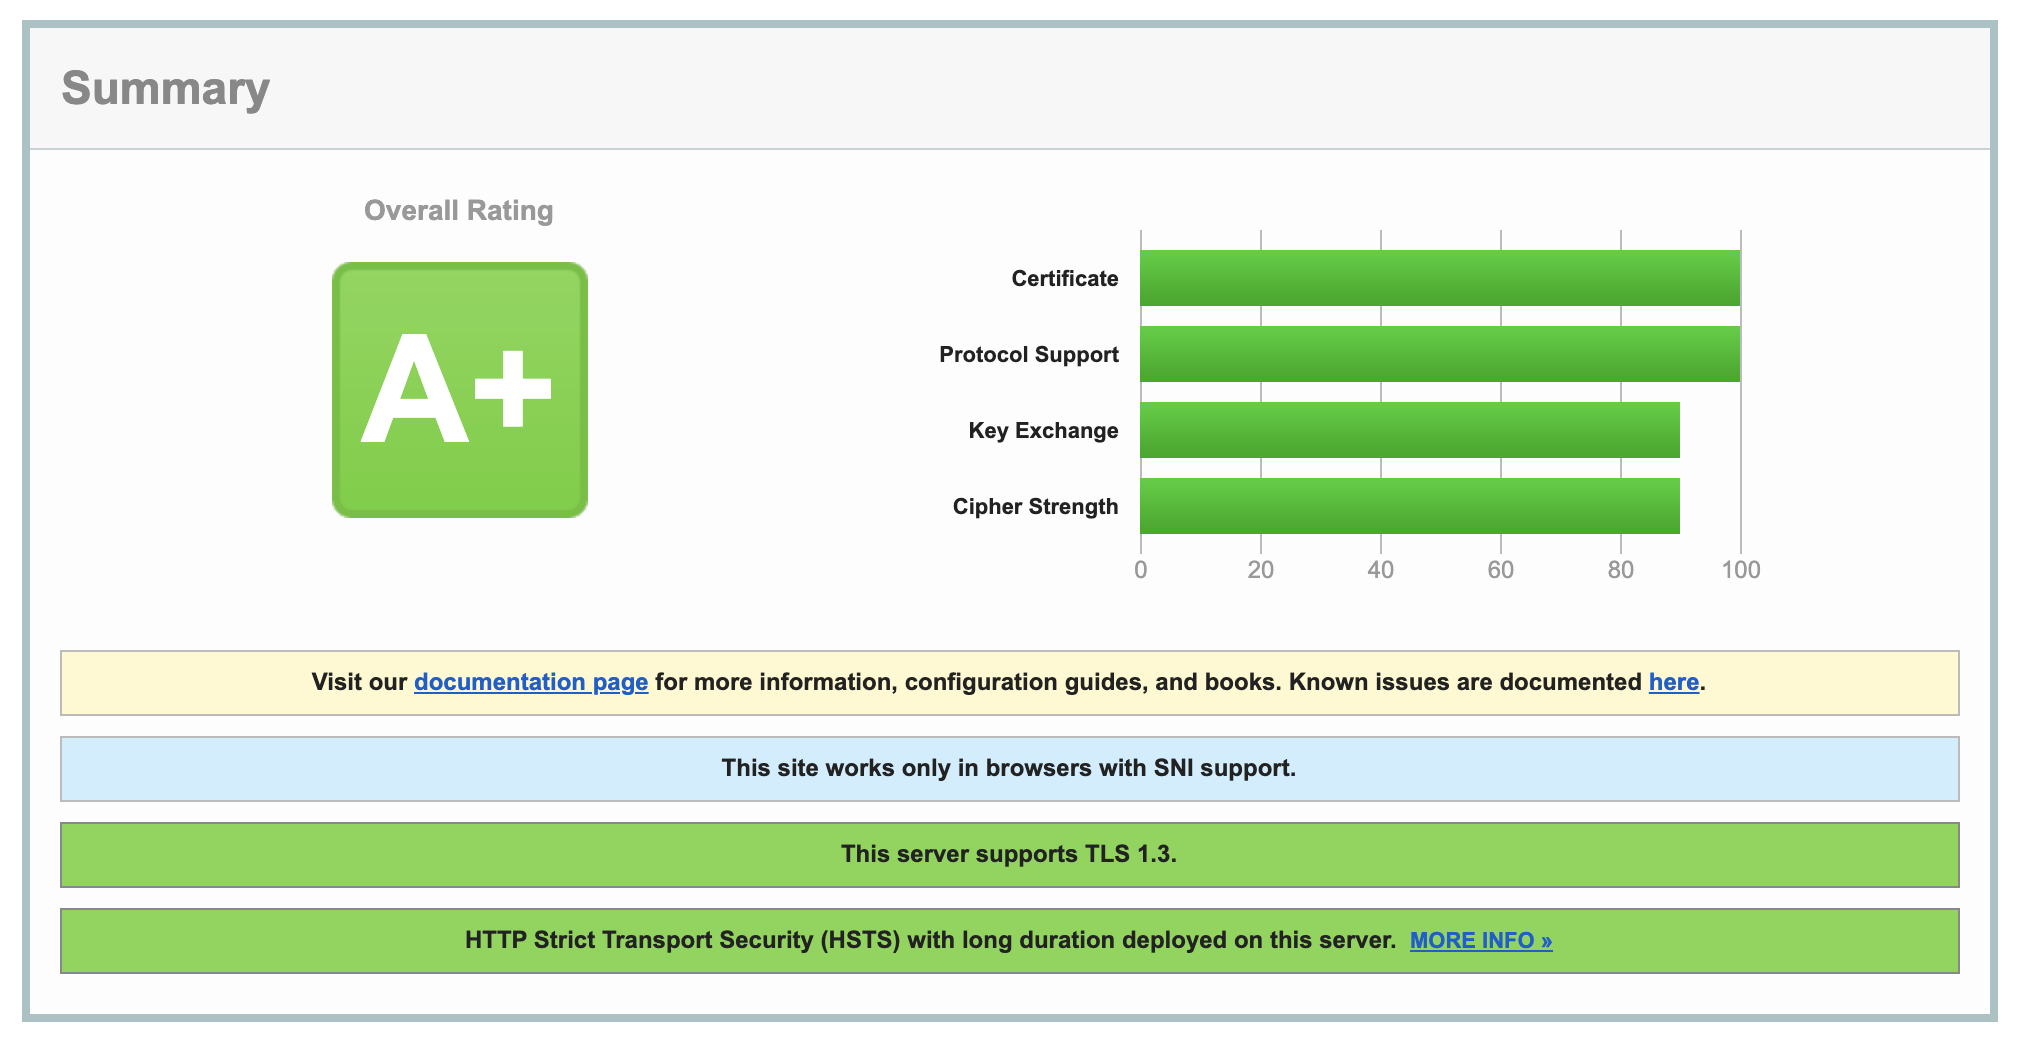 Summary
Overall Rating
A+
Certificate
Protocol Support
Key Exchange
Cipher Strength
0 20 40 60 80 100
Visit our documentation page for more information, configuration guides, and books. Known issues are documented here.
This site works only in browsers with SNI support.
This server supports TLS 1.3.
HTTP Strict Transport Security (HSTS) with long duration deployed on this server. MORE INFO »